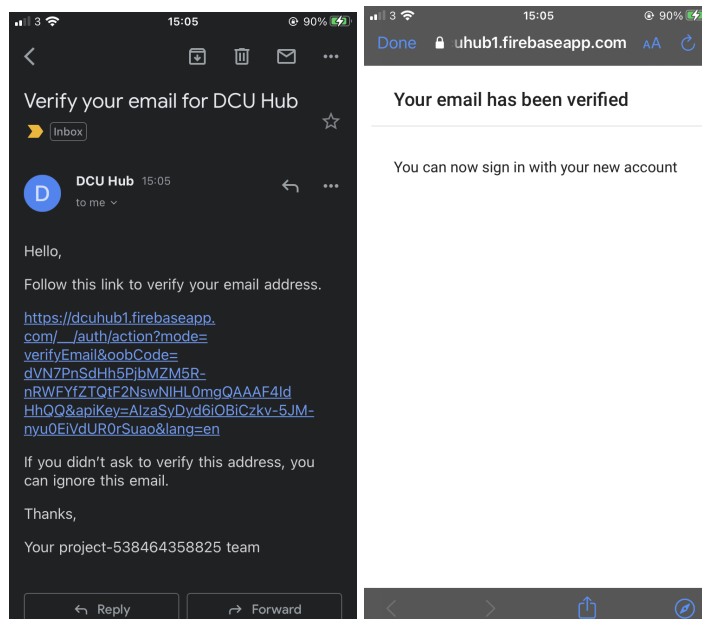 3 15:05 90%
Verify your email for DCU Hub
Inbox
D
DCU Hub 15:05
to me
Hello,
Follow this link to verify your email address.
https://dcuhub1.firebaseapp.
com/__/auth/action?mode=
verifyEmail&oobCode=
dVN7PnSdHh5PjbMZM5R-
nRWFYfZTQtF2NswNIHL0mgQAAAF4Id
HhQQ&apiKey=AIzaSyDyd6iOBiCzkv-5JM-
nyu0EiVdUR0rSuao&lang=en
If you didn’t ask to verify this address, you
can ignore this email.
Thanks,
Your project-538464358825 team
Reply Forward
3 15:05 90%
Done uhub1.firebaseapp.com AA
Your email has been verified
You can now sign in with your new account